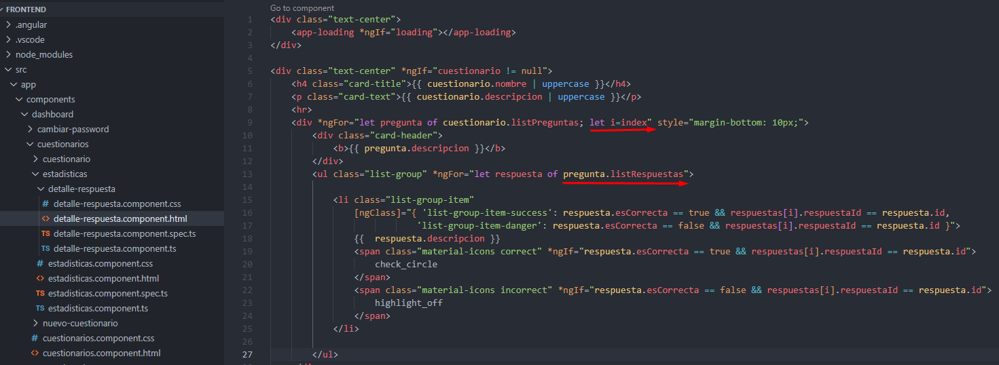 FRONTEND
.angular
.vscode
node_modules
src
app
components
dashboard
cambiar-password
cuestionarios
cuestionario
estadisticas
detalle-respuesta
# detalle-respuesta.component.css
<> detalle-respuesta.component.html
TS detalle-respuesta.component.spec.ts
TS detalle-respuesta.component.ts
# estadisticas.component.css
<> estadisticas.component.html
TS estadisticas.component.spec.ts
TS estadisticas.component.ts
nuevo-cuestionario
# cuestionarios.component.css
<> cuestionarios.component.html
Go to component
1 <div class="text-center">
2     <app-loading *ngIf="loading"></app-loading>
3 </div>
4
5 <div class="text-center" *ngIf="cuestionario != null">
6     <h4 class="card-title">{{ cuestionario.nombre | uppercase }}</h4>
7     <p class="card-text">{{ cuestionario.descripcion | uppercase }}</p>
8     <hr>
9     <div *ngFor="let pregunta of cuestionario.listPreguntas; let i=index" style="margin-bottom: 10px;">
10         <div class="card-header">
11             <b>{{ pregunta.descripcion }}</b>
12         </div>
13         <ul class="list-group" *ngFor="let respuesta of pregunta.listRespuestas">
14
15             <li class="list-group-item"
16                 [ngClass]="{ 'list-group-item-success': respuesta.esCorrecta == true && respuestas[i].respuestaId == respuesta.id,
17                             'list-group-item-danger': respuesta.esCorrecta == false && respuestas[i].respuestaId == respuesta.id }">
18                 {{  respuesta.descripcion }}
19                 <span class="material-icons correct" *ngIf="respuesta.esCorrecta == true && respuestas[i].respuestaId == respuesta.id">
20                     check_circle
21                 </span>
22                 <span class="material-icons incorrect" *ngIf="respuesta.esCorrecta == false && respuestas[i].respuestaId == respuesta.id">
23                     highlight_off
24                 </span>
25             </li>
26
27         </ul>